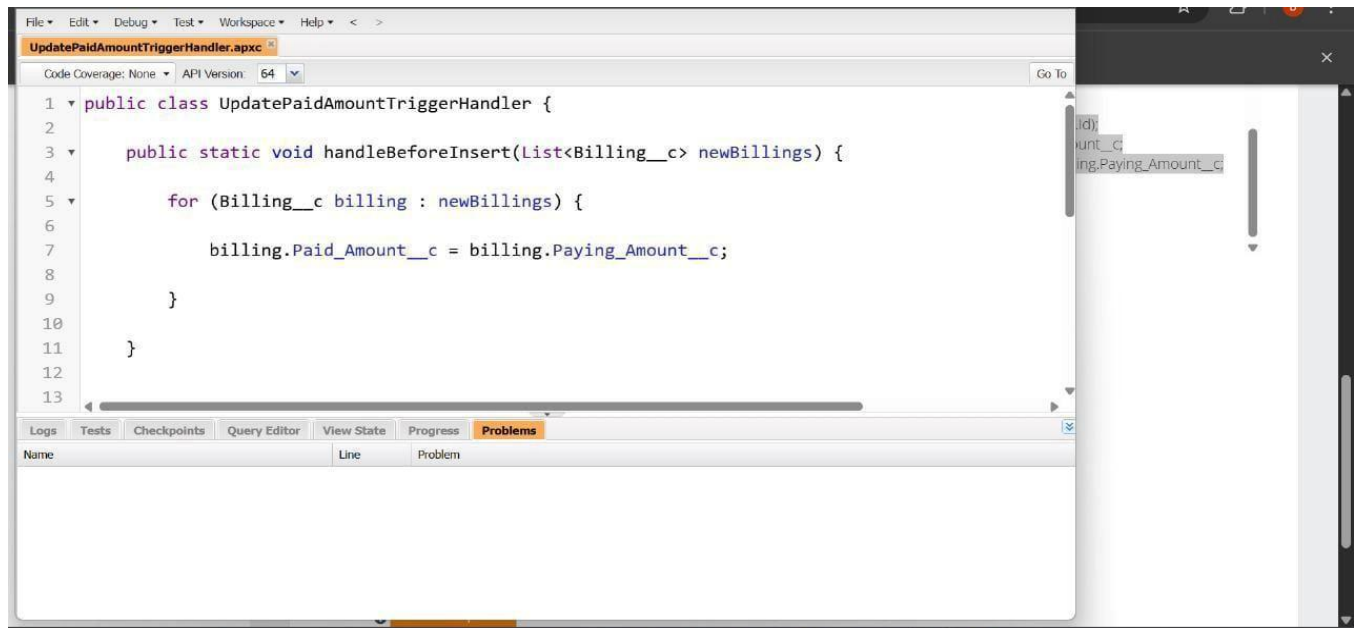 File Edit Debug Test Workspace Help < >
UpdatePaidAmountTriggerHandler.apxc
Code Coverage: None API Version: 64 Go To
1 public class UpdatePaidAmountTriggerHandler {
2
3 public static void handleBeforeInsert(List<Billing__c> newBillings) {
4
5 for (Billing__c billing : newBillings) {
6
7 billing.Paid_Amount__c = billing.Paying_Amount__c;
8
9 }
10
11 }
12
13
.id);
unt__c;
ing.Paying_Amount__c;
Logs Tests Checkpoints Query Editor View State Progress Problems
Name Line Problem